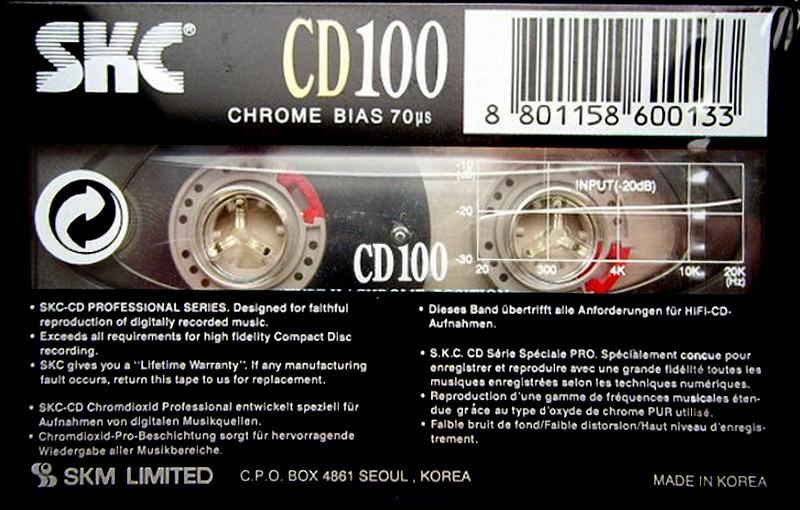 SKC®
CD100
CHROME BIAS 70µs
8 801158 600133
-10
(dB)
INPUT(-20dB)
-20
-30
20 300 4K 10K 20K
(Hz)
CD100
• SKC-CD PROFESSIONAL SERIES. Designed for faithful
reproduction of digitally recorded music.
• Exceeds all requirements for high fidelity Compact Disc
recording.
• SKC gives you a "Lifetime Warranty". If any manufacturing
fault occurs, return this tape to us for replacement.
• SKC-CD Chromdioxid Professional entwickelt speziell für
Aufnahmen von digitalen Musikquellen.
• Chromdioxid-Pro-Beschichtung sorgt für hervorragende
Wiedergabe aller Musikbereiche.
• Dieses Band übertrifft alle Anforderungen für HiFi-CD-
Aufnahmen.
• S.K.C. CD Série Spéciale PRO. Spécialement concue pour
enregistrer et reproduire avec une grande fidélité toutes les
musiques enregistrées selon les techniques numériques.
• Reproduction d'une gamme de fréquences musicales éten-
due grâce au type d'oxyde de chrome PUR utilisé.
• Faible bruit de fond/Faible distorsion/Haut niveau d'enregis-
trement.
SKM LIMITED C.P.O. BOX 4861 SEOUL , KOREA
MADE IN KOREA